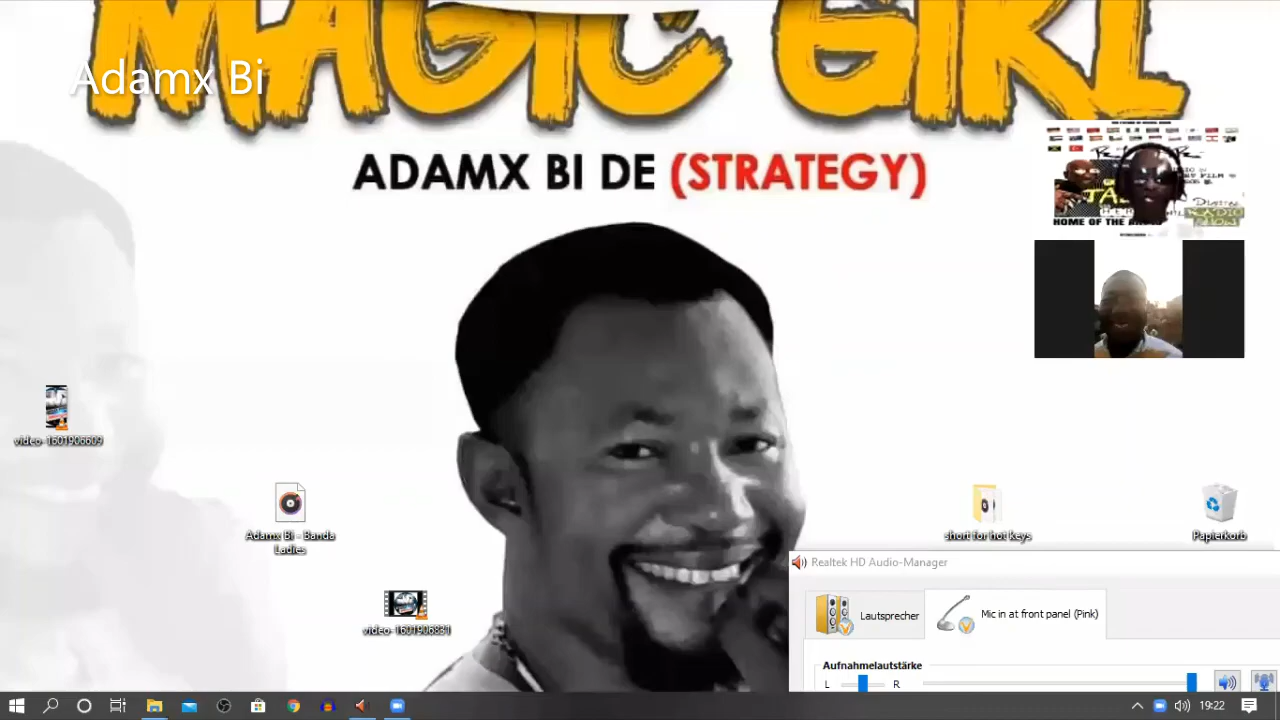 MAGIC GIRL
Adamx Bi
ADAMX BI DE (STRATEGY)
HOME OF THE
RADIO
SHOW
video-1601906609
Adamx Bi - Banda
Ladies
short for hot keys
Papierkorb
video-1601906831
Realtek HD Audio-Manager
Lautsprecher
Mic in at front panel (Pink)
Aufnahmelautstärke
L R
19:22